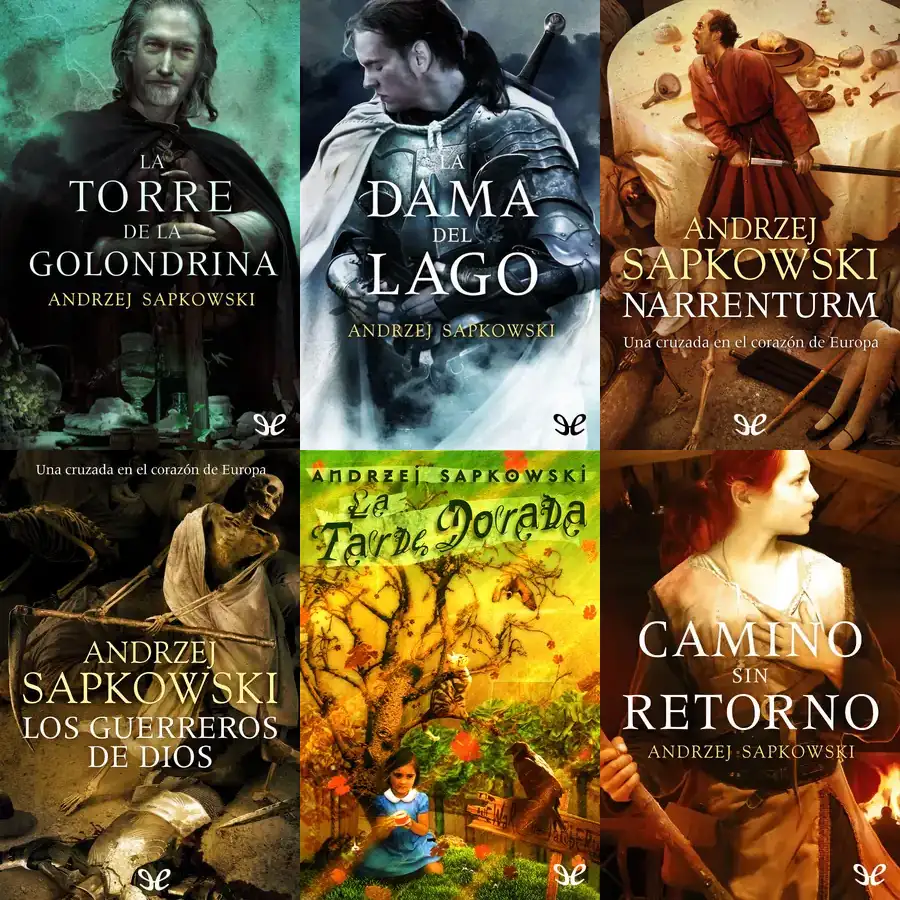 LA
TORRE
DE LA
GOLONDRINA
ANDRZEJ SAPKOWSKI
LA
DAMA
DEL
LAGO
ANDRZEJ SAPKOWSKI
ANDRZEJ
SAPKOWSKI
NARRENTURM
Una cruzada en el corazón de Europa
Una cruzada en el corazón de Europa
ANDRZEJ
SAPKOWSKI
LOS GUERREROS
DE DIOS
ANDRZEJ SAPKOWSKI
La
Tarde Dorada
CAMINO
SIN
RETORNO
ANDRZEJ SAPKOWSKI